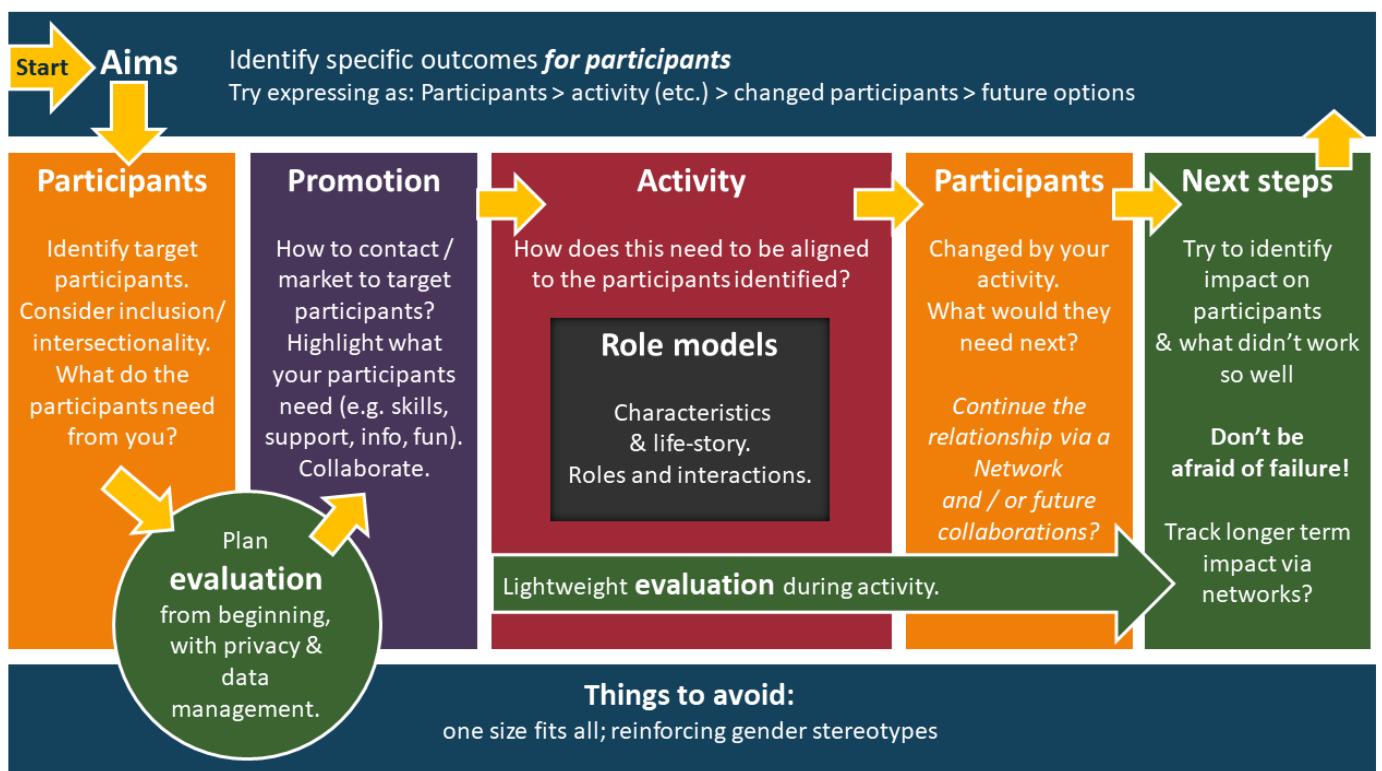 Start
Aims
Identify specific outcomes for participants
Try expressing as: Participants > activity (etc.) > changed participants > future options
Participants
Identify target
participants.
Consider inclusion/
intersectionality.
What do the
participants need
from you?
Plan
evaluation
from beginning,
with privacy &
data
management.
Promotion
How to contact /
market to target
participants?
Highlight what
your participants
need (e.g. skills,
support, info, fun).
Collaborate.
Activity
How does this need to be aligned
to the participants identified?
Role models
Characteristics
& life-story.
Roles and interactions.
Lightweight evaluation during activity.
Participants
Changed by your
activity.
What would they
need next?
Continue the
relationship via a
Network
and / or future
collaborations?
Next steps
Try to identify
impact on
participants
& what didn't work
so well
Don't be
afraid of failure!
Track longer term
impact via
networks?
Things to avoid:
one size fits all; reinforcing gender stereotypes